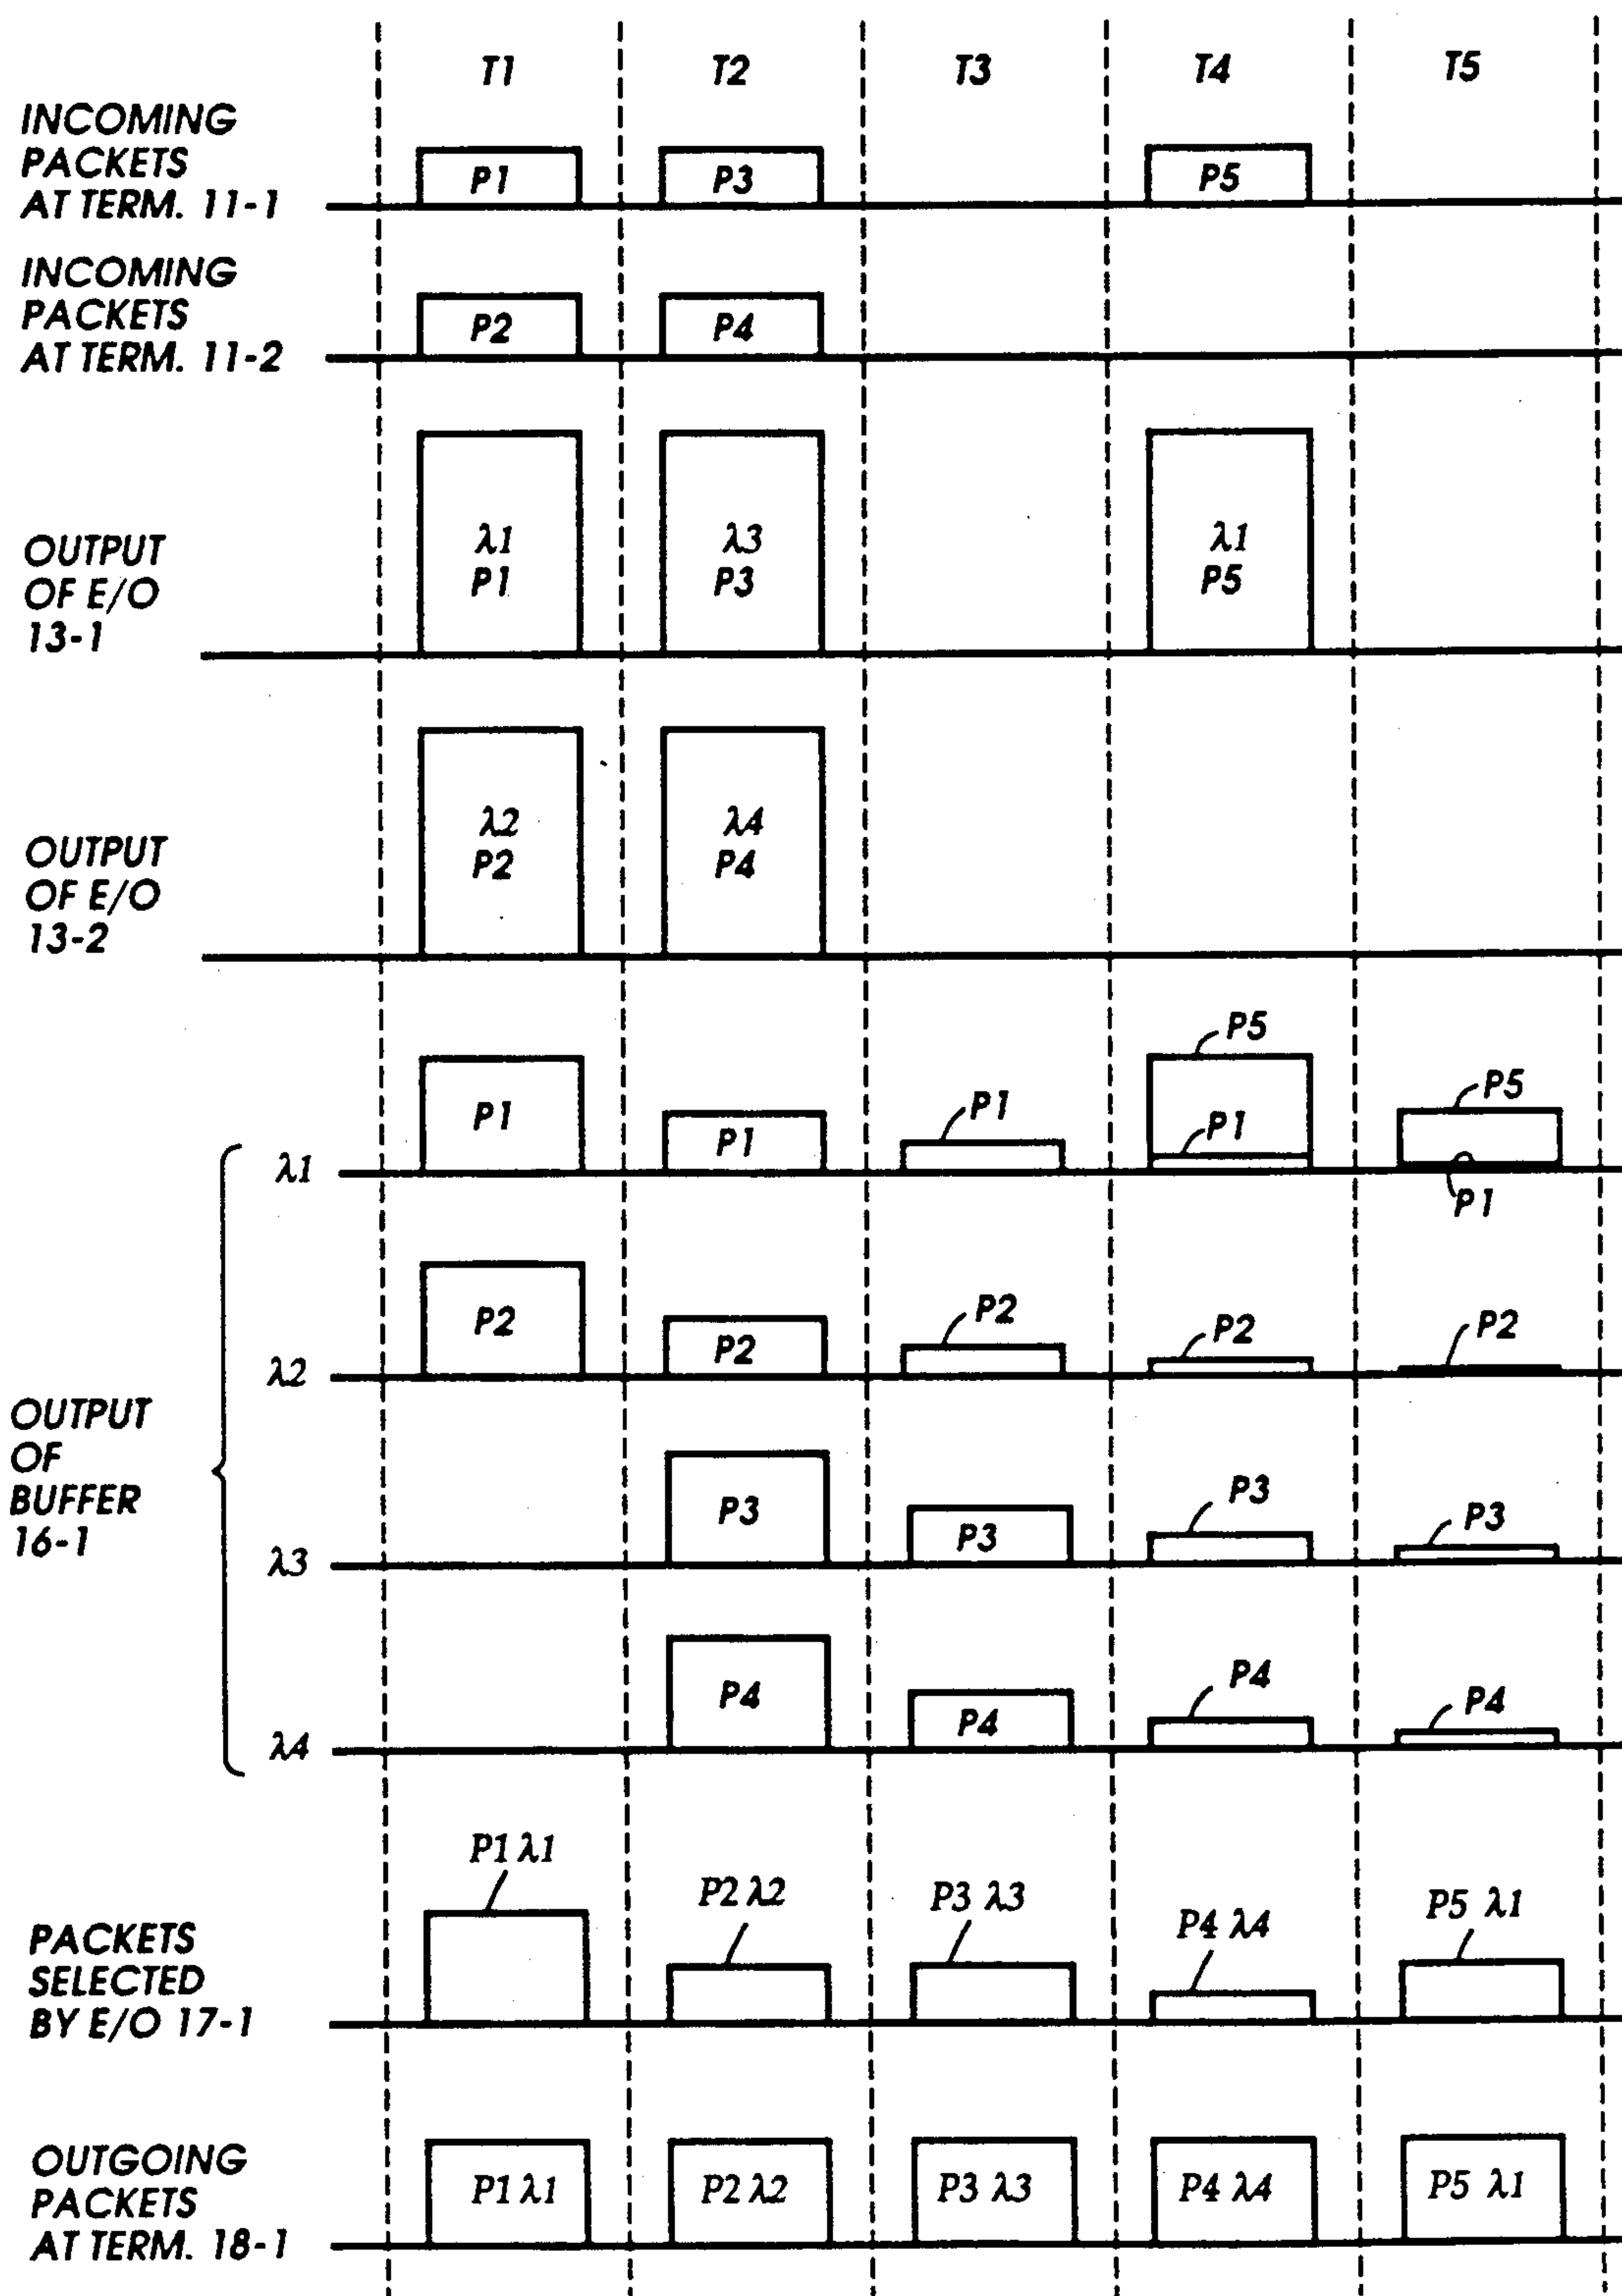 T1 T2 T3 T4 T5
INCOMING
PACKETS
AT TERM. 11-1
P1 P3 P5
INCOMING
PACKETS
AT TERM. 11-2
P2 P4
OUTPUT
OF E/O
13-1
λ1 λ3 λ1
P1 P3 P5
OUTPUT
OF E/O
13-2
λ2 λ4
P2 P4
OUTPUT
OF
BUFFER
16-1
λ1
P1 P1 P1 P5 P1 P5 P1
λ2
P2 P2 P2 P2 P2
λ3
P3 P3 P3 P3
λ4
P4 P4 P4 P4
PACKETS
SELECTED
BY E/O 17-1
P1 λ1 P2 λ2 P3 λ3 P4 λ4 P5 λ1
OUTGOING
PACKETS
AT TERM. 18-1
P1 λ1 P2 λ2 P3 λ3 P4 λ4 P5 λ1